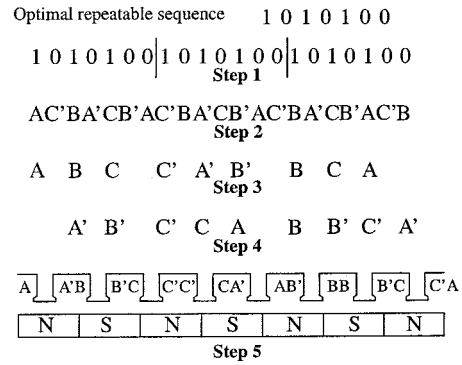 Optimal repeatable sequence 1 0 1 0 1 0 0
1 0 1 0 1 0 0 1 0 1 0 1 0 0 1 0 1 0 1 0 0
Step 1
AC'BA'CB'AC'BA'CB'AC'BA'CB'AC'B
Step 2
A B C C' A' B' B C A
Step 3
A' B' C' C A B B' C' A'
Step 4
A A'B B'C C'C' CA' AB' BB B'C C'A
N S N S N S N
Step 5